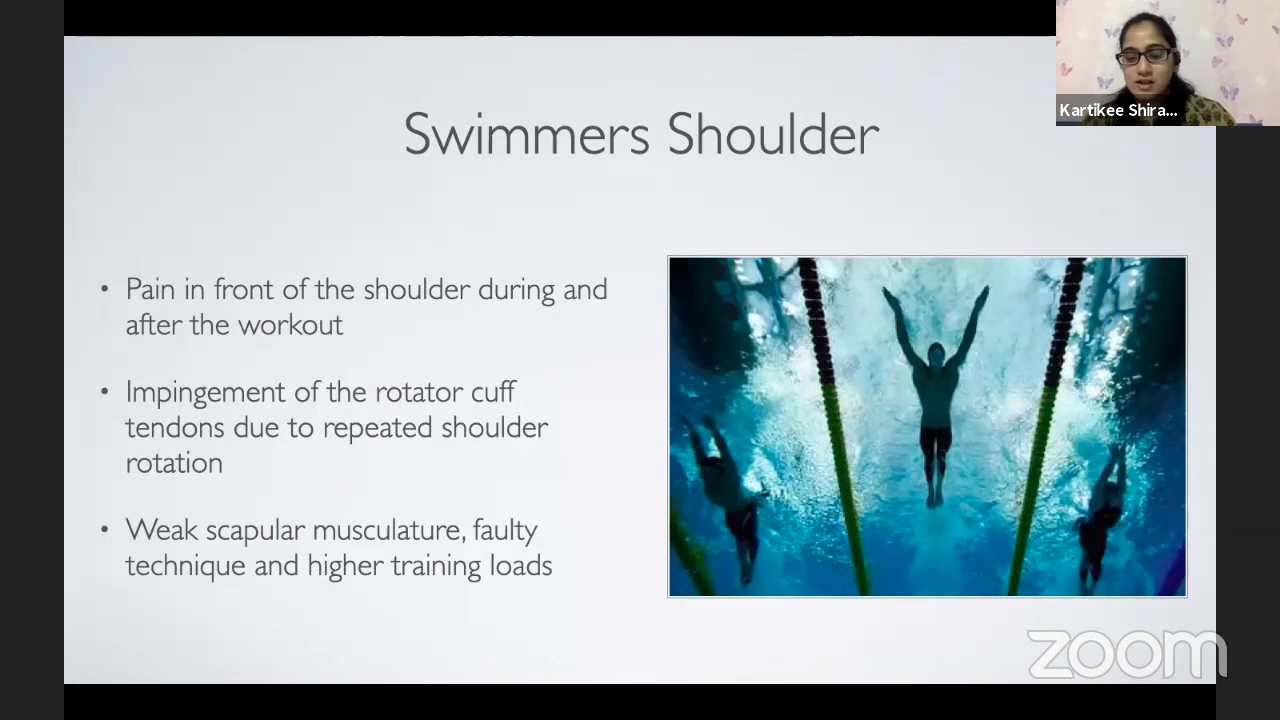 Swimmers Shoulder
Kartikee Shira...
• Pain in front of the shoulder during and
after the workout
• Impingement of the rotator cuff
tendons due to repeated shoulder
rotation
• Weak scapular musculature, faulty
technique and higher training loads
zoom